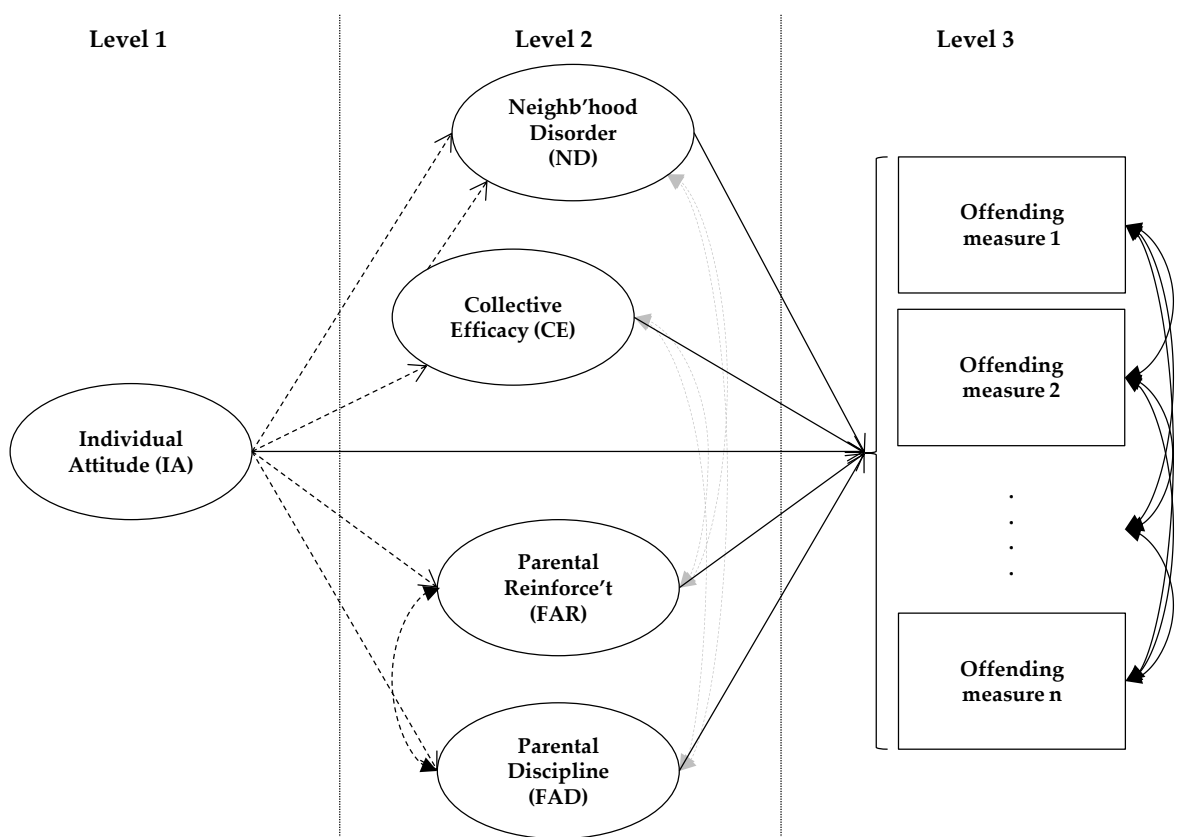 Level 1
Level 2
Level 3
Neighb’hood
Disorder
(ND)
Collective
Efficacy (CE)
Individual
Attitude (IA)
Parental
Reinforce’t
(FAR)
Parental
Discipline
(FAD)
Offending
measure 1
Offending
measure 2
.
.
.
.
Offending
measure n